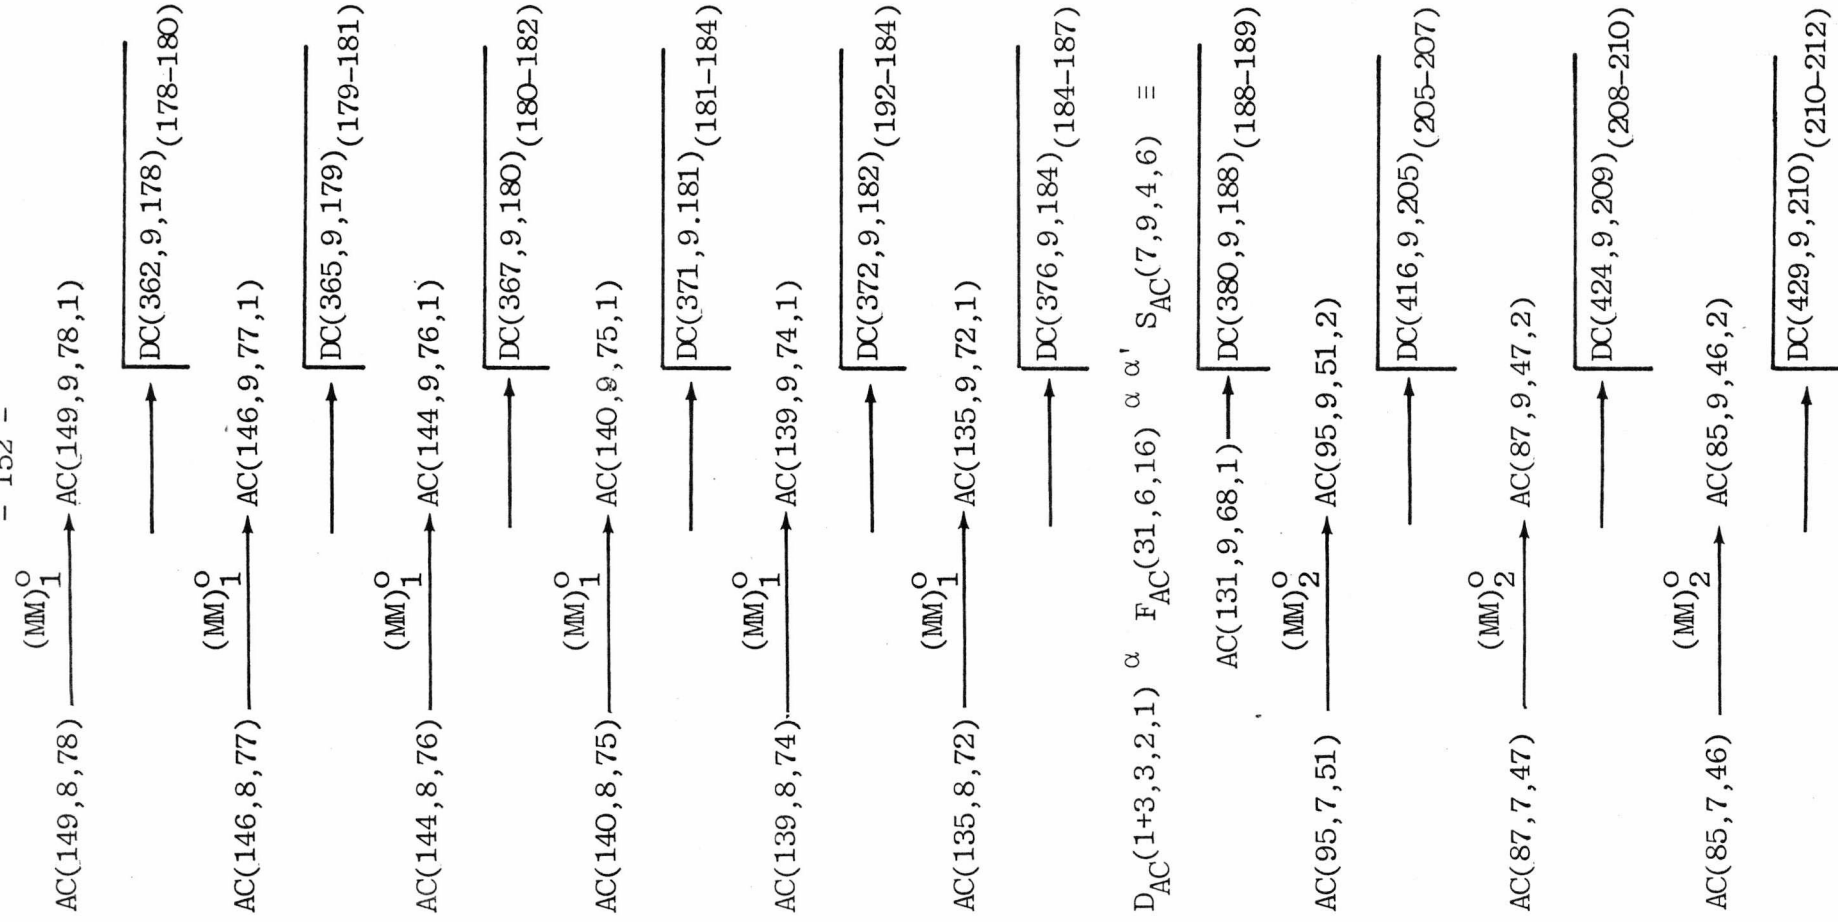 - 152 -
AC(149,8,78) (MM)₁⁰ → AC(149,9,78,1)
→ DC(362,9,178)(178-180)
AC(146,8,77) (MM)₁⁰ → AC(146,9,77,1)
→ DC(365,9,179)(179-181)
AC(144,8,76) (MM)₁⁰ → AC(144,9,76,1)
→ DC(367,9,180)(180-182)
AC(140,8,75) (MM)₁⁰ → AC(140,9,75,1)
→ DC(371,9.181)(181-184)
AC(139,8,74) (MM)₁⁰ → AC(139,9,74,1)
→ DC(372,9,182)(192-184)
AC(135,8,72) (MM)₁⁰ → AC(135,9,72,1)
→ DC(376,9,184)(184-187)
D_AC(1+3,3,2,1) α F_AC(31,6,16) α α' S_AC(7,9,4,6) ≡
AC(131,9,68,1) → DC(380,9,188)(188-189)
AC(95,7,51) (MM)₂⁰ → AC(95,9,51,2)
→ DC(416,9,205)(205-207)
AC(87,7,47) (MM)₂⁰ → AC(87,9,47,2)
→ DC(424,9,209)(208-210)
AC(85,7,46) (MM)₂⁰ → AC(85,9,46,2)
→ DC(429,9,210)(210-212)